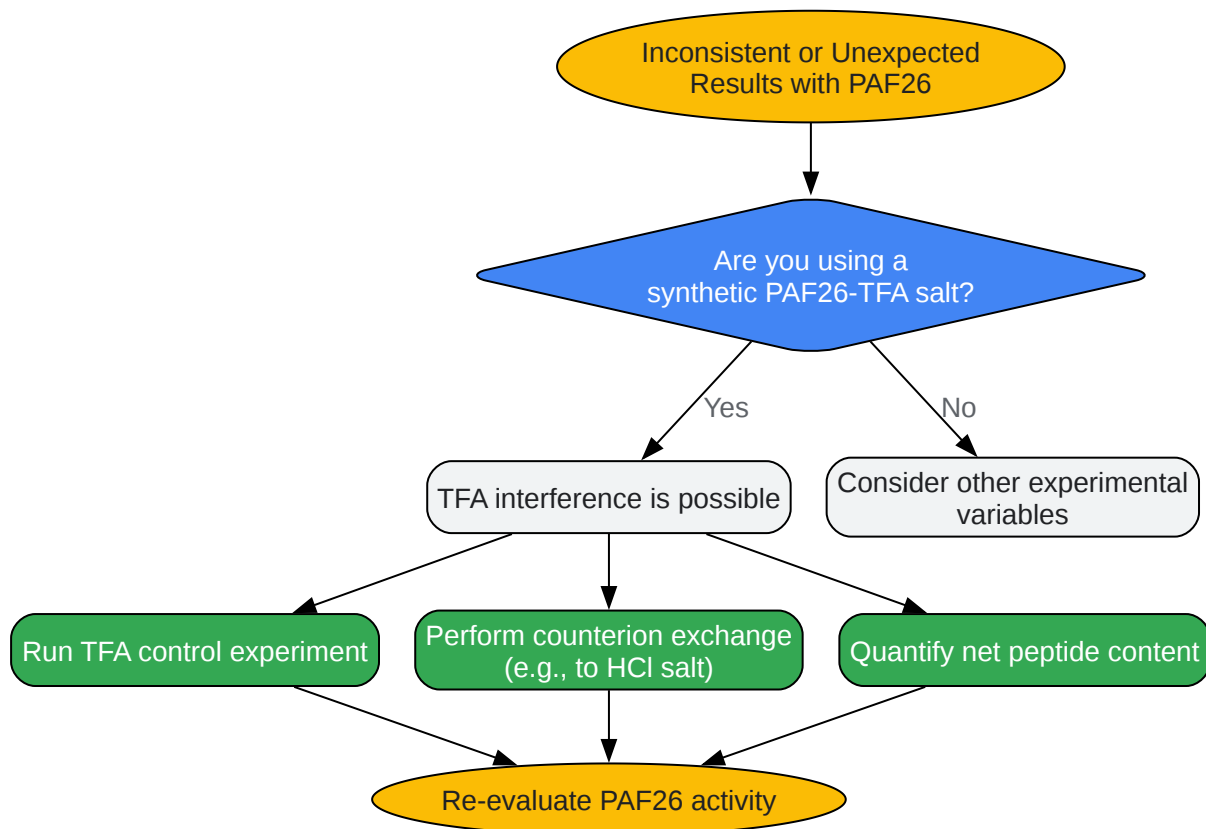 Inconsistent or Unexpected
Results with PAF26
Are you using a
synthetic PAF26-TFA salt?
Yes
No
TFA interference is possible
Consider other experimental
variables
Run TFA control experiment
Perform counterion exchange
(e.g., to HCl salt)
Quantify net peptide content
Re-evaluate PAF26 activity